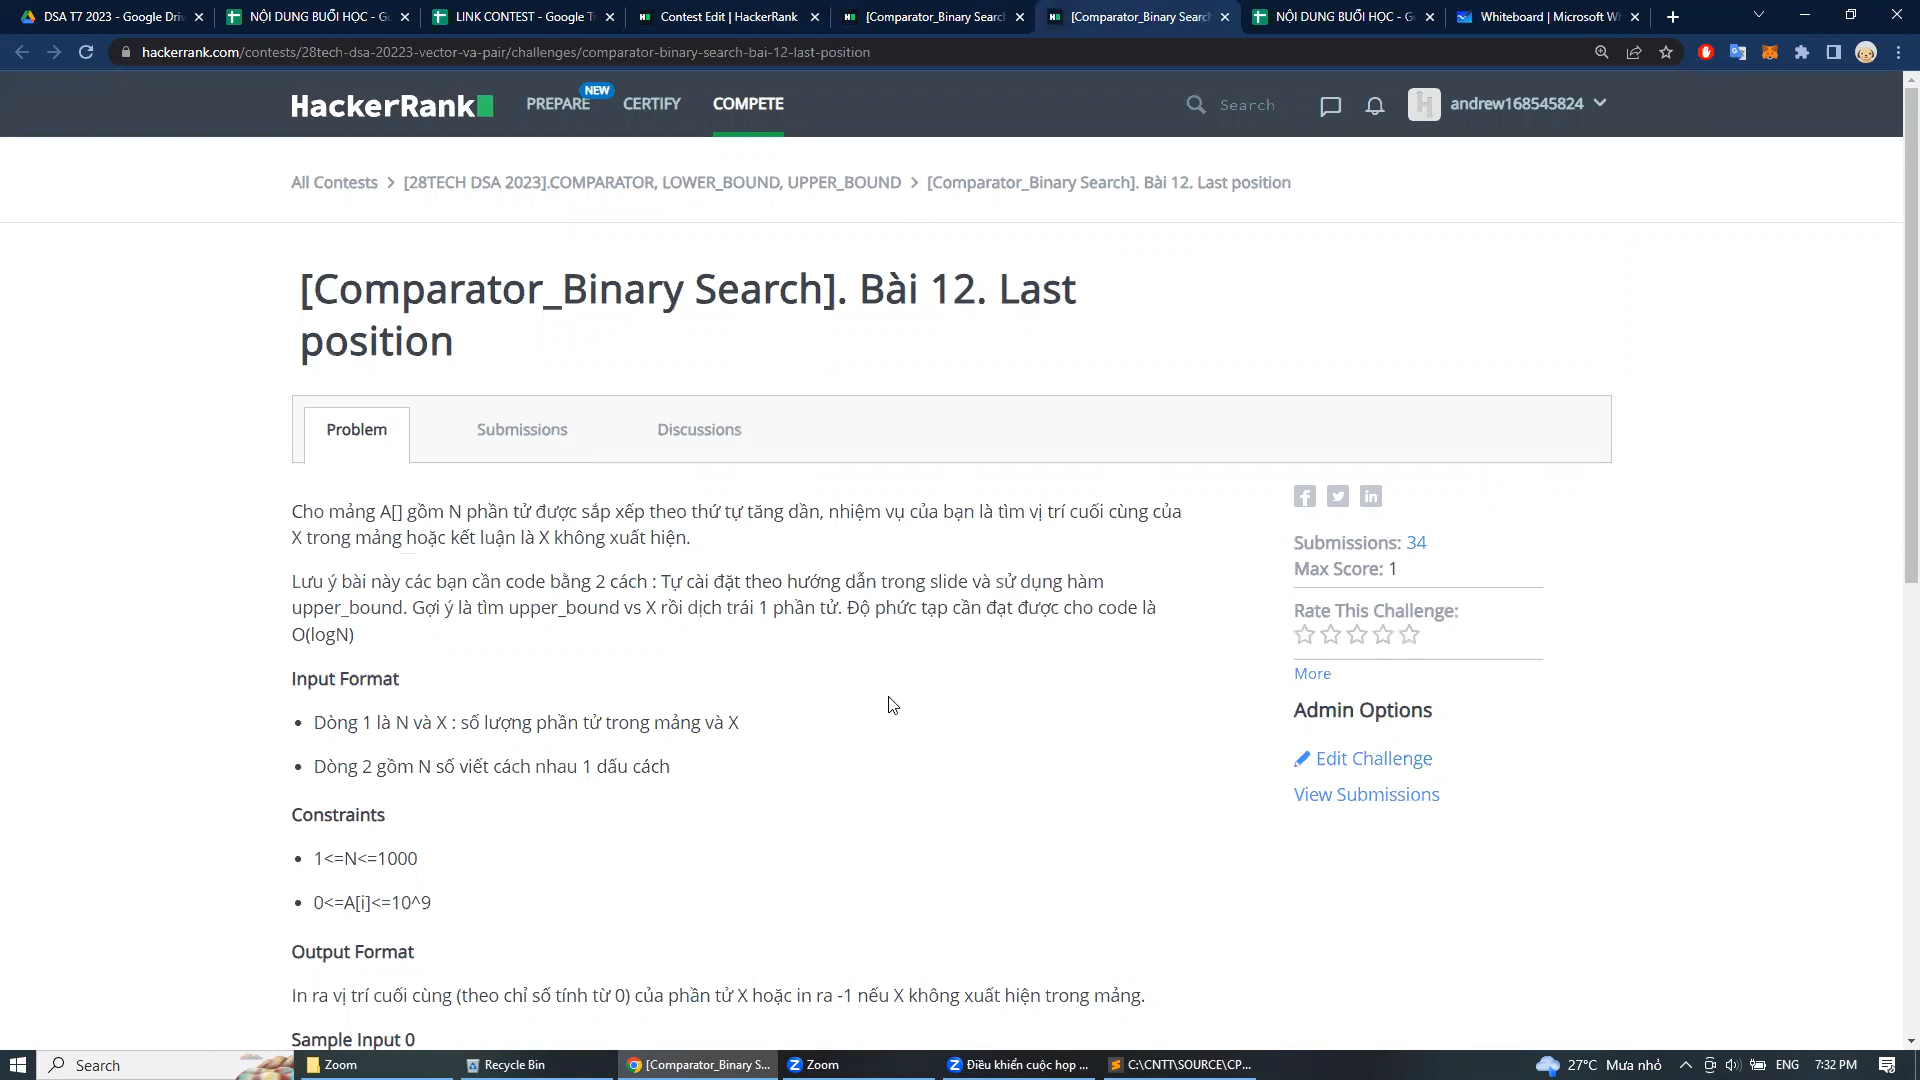 DSA T7 2023 - Google Driv
NỘI DUNG BUỔI HỌC - G
LINK CONTEST - Google T
Contest Edit | HackerRank
[Comparator_Binary Searc
[Comparator_Binary Search
NỘI DUNG BUỔI HỌC - G
Whiteboard | Microsoft W
hackerrank.com/contests/28tech-dsa-20223-vector-va-pair/challenges/comparator-binary-search-bai-12-last-position
HackerRank
PREPARE
NEW
CERTIFY
COMPETE
Search
andrew168545824
All Contests > [28TECH DSA 2023].COMPARATOR, LOWER_BOUND, UPPER_BOUND > [Comparator_Binary Search]. Bài 12. Last position
[Comparator_Binary Search]. Bài 12. Last
position
Problem
Submissions
Discussions
Cho mảng A[] gồm N phần tử được sắp xếp theo thứ tự tăng dần, nhiệm vụ của bạn là tìm vị trí cuối cùng của
X trong mảng hoặc kết luận là X không xuất hiện.
Lưu ý bài này các bạn cần code bằng 2 cách : Tự cài đặt theo hướng dẫn trong slide và sử dụng hàm
upper_bound. Gợi ý là tìm upper_bound vs X rồi dịch trái 1 phần tử. Độ phức tạp cần đạt được cho code là
O(logN)
Input Format
• Dòng 1 là N và X : số lượng phần tử trong mảng và X
• Dòng 2 gồm N số viết cách nhau 1 dấu cách
Constraints
• 1<=N<=1000
• 0<=A[i]<=10^9
Output Format
In ra vị trí cuối cùng (theo chỉ số tính từ 0) của phần tử X hoặc in ra -1 nếu X không xuất hiện trong mảng.
Sample Input 0
Submissions: 34
Max Score: 1
Rate This Challenge:
More
Admin Options
Edit Challenge
View Submissions
Search
Zoom
Recycle Bin
[Comparator_Binary S...
Zoom
Điều khiển cuộc họp ...
C:\CNTT\SOURCE\CP...
27°C Mưa nhỏ
ENG
7:32 PM